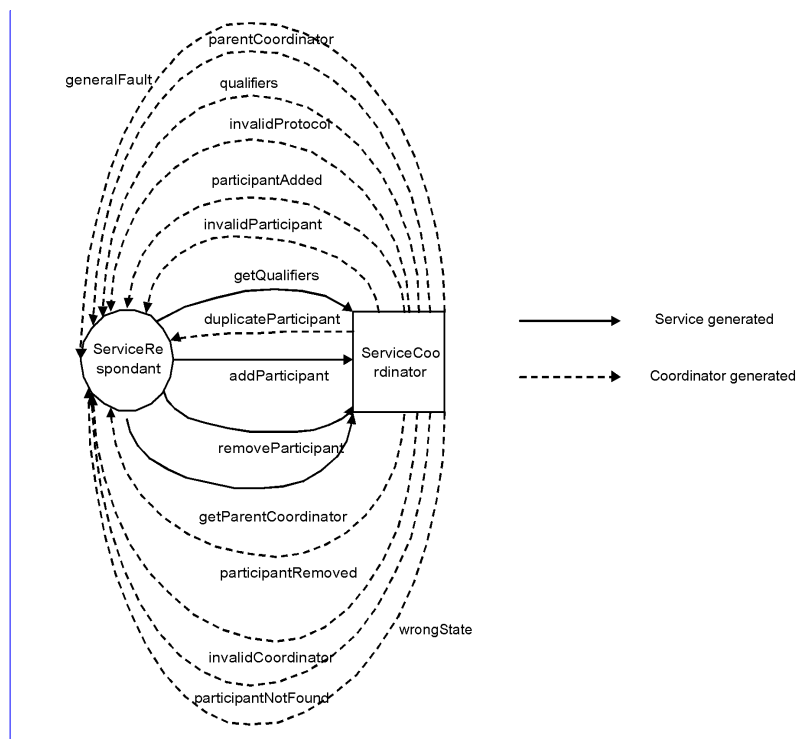 parentCoordinator
generalFault
qualifiers
invalidProtocol
participantAdded
invalidParticipant
getQualifiers
duplicateParticipant
Service generated
ServiceRe
spondant
ServiceCoo
rdinator
addParticipant
Coordinator generated
removeParticipant
getParentCoordinator
participantRemoved
wrongState
invalidCoordinator
participantNotFound